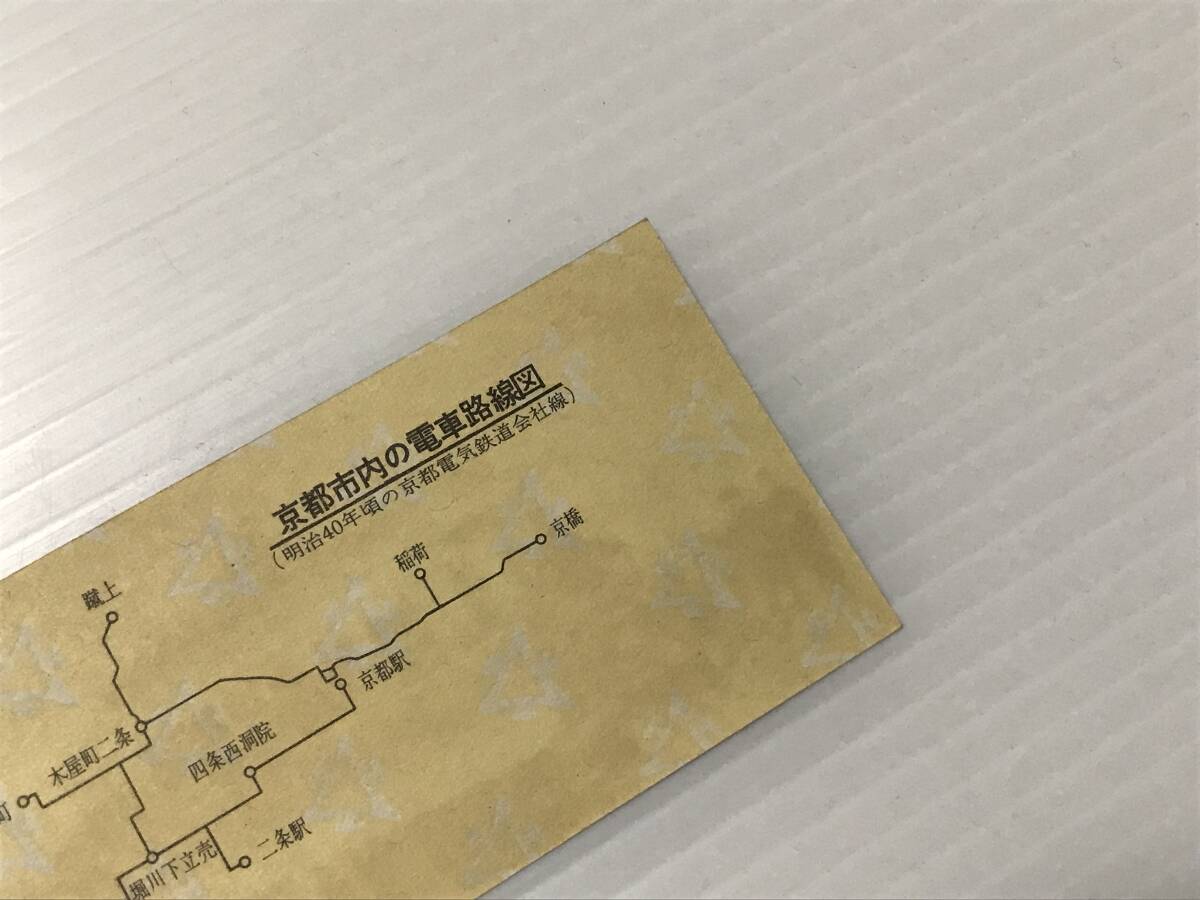 京都市内の電車路線図
(明治40年頃の京都電気鉄道会社線)
京橋
稲荷
蹴上
京都駅
木屋町二条
四条西洞院
町
二条駅
堀川下立売